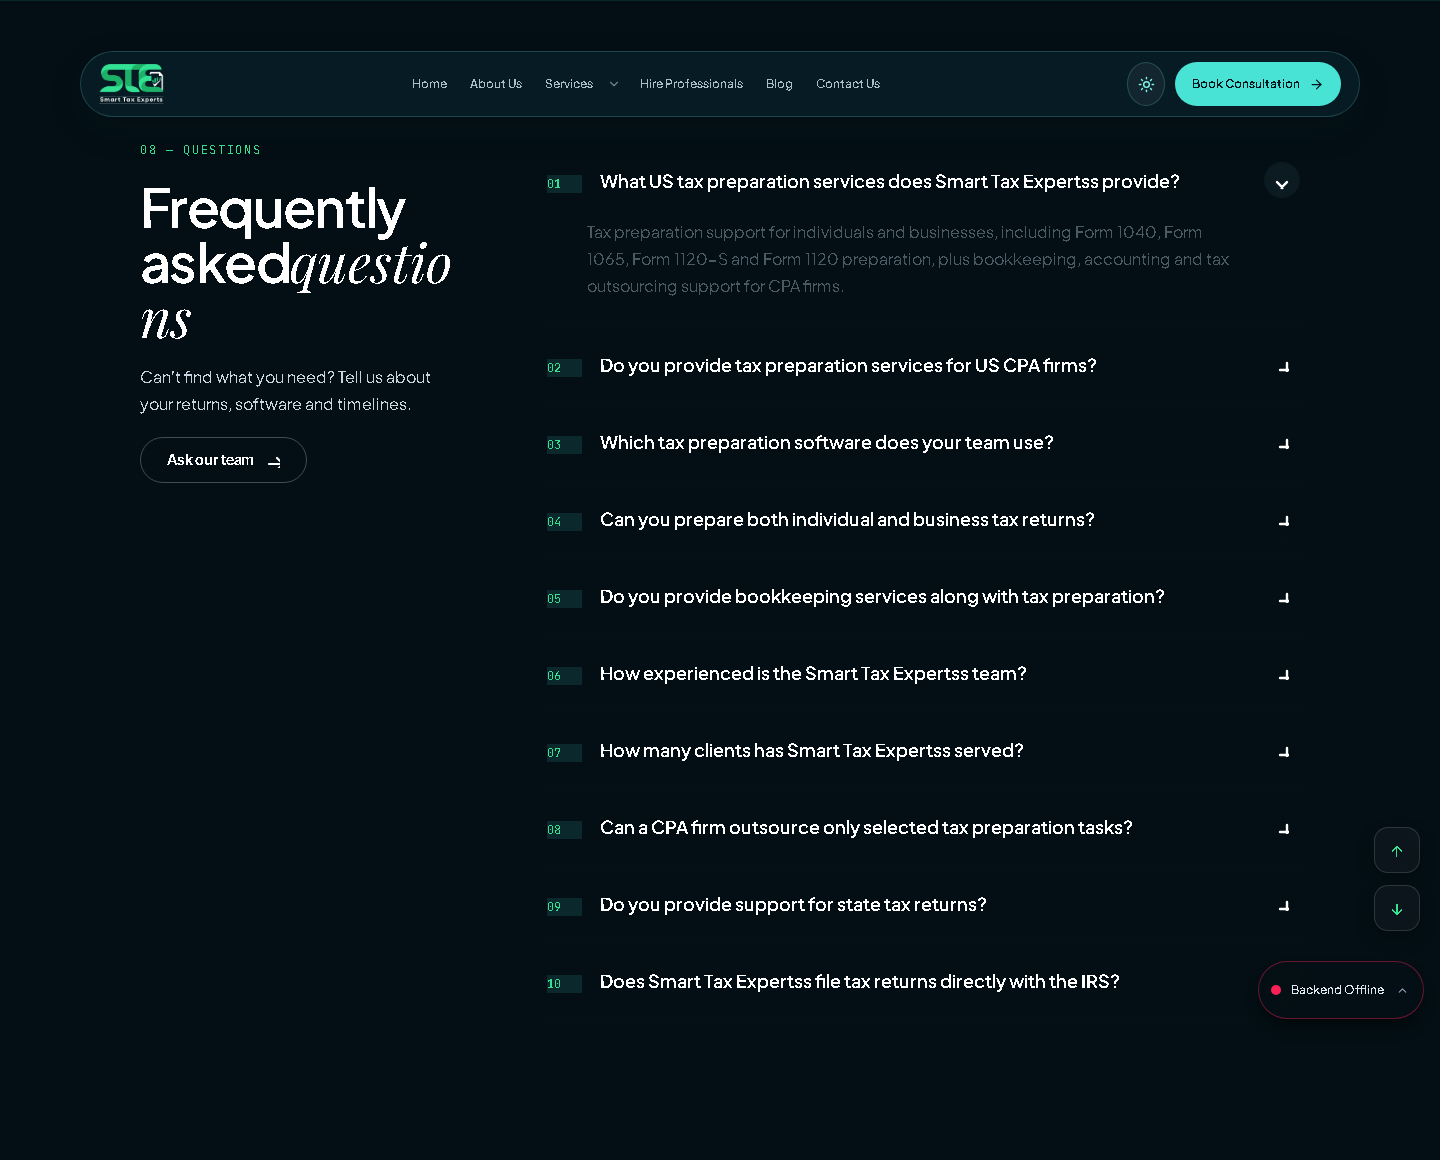 STE
Smart Tax Experts
Home
About Us
Services
Hire Professionals
Blog
Contact Us
Book Consultation
08 — QUESTIONS
Frequently
askedquestio
ns
Can't find what you need? Tell us about
your returns, software and timelines.
Ask our team
01 What US tax preparation services does Smart Tax Expertss provide?
Tax preparation support for individuals and businesses, including Form 1040, Form
1065, Form 1120-S and Form 1120 preparation, plus bookkeeping, accounting and tax
outsourcing support for CPA firms.
02 Do you provide tax preparation services for US CPA firms?
03 Which tax preparation software does your team use?
04 Can you prepare both individual and business tax returns?
05 Do you provide bookkeeping services along with tax preparation?
06 How experienced is the Smart Tax Expertss team?
07 How many clients has Smart Tax Expertss served?
08 Can a CPA firm outsource only selected tax preparation tasks?
09 Do you provide support for state tax returns?
10 Does Smart Tax Expertss file tax returns directly with the IRS?
Backend Offline